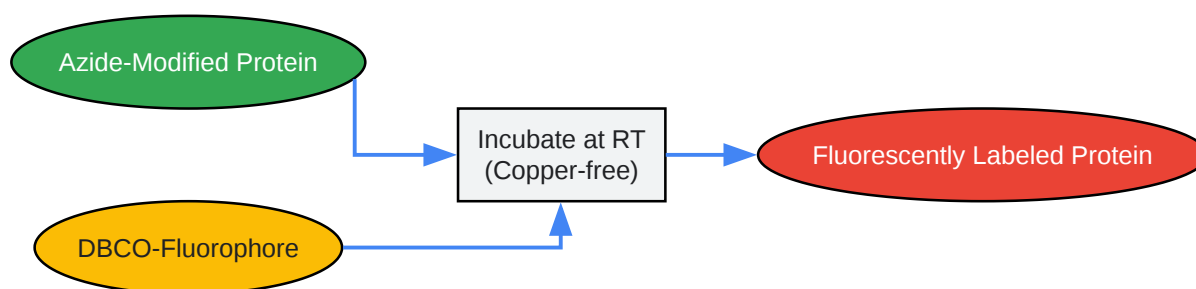 Azide-Modified Protein
Incubate at RT
(Copper-free)
Fluorescently Labeled Protein
DBCO-Fluorophore